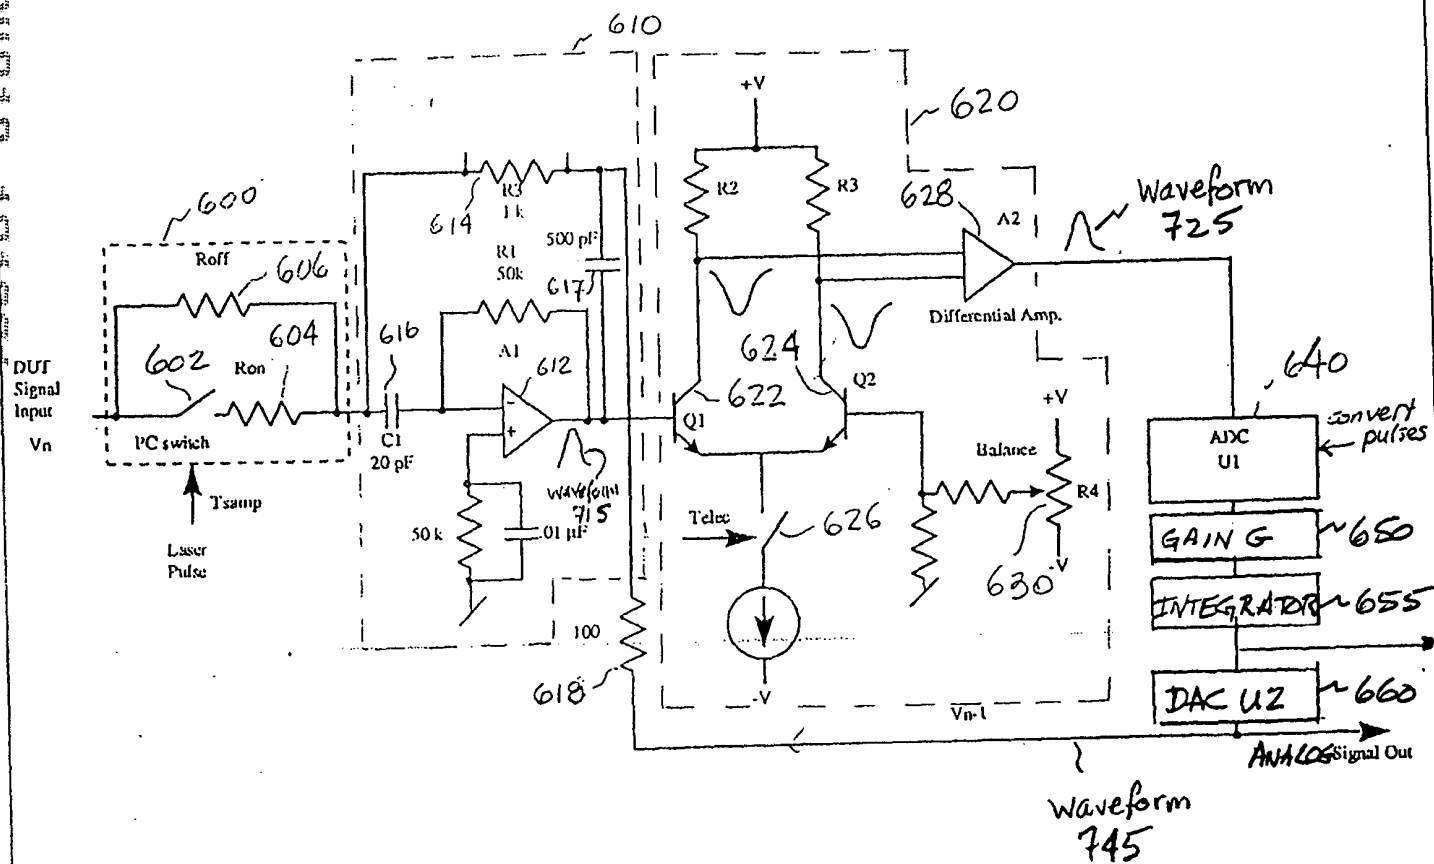 610
620
+V
600
R2
R3
628
A2
Waveform
725
R3
1 k
614
R1
50k
500 pF
617
Roff
606
616
604
602
Ron
A1
612
624
Differential Amp.
640
DUT
Signal
Input
Vn
PC switch
C1
20 pF
Q1
622
Q2
+V
ADC
U1
convert
pulses
Balance
R4
Waveform
715
Tsamp
Laser
Pulse
50 k
.01 µF
Telec
626
630
-V
GAIN G
650
INTEGRATOR
655
100
618
-V
Vn-1
DAC U2
660
ANALOG Signal Out
Waveform
745